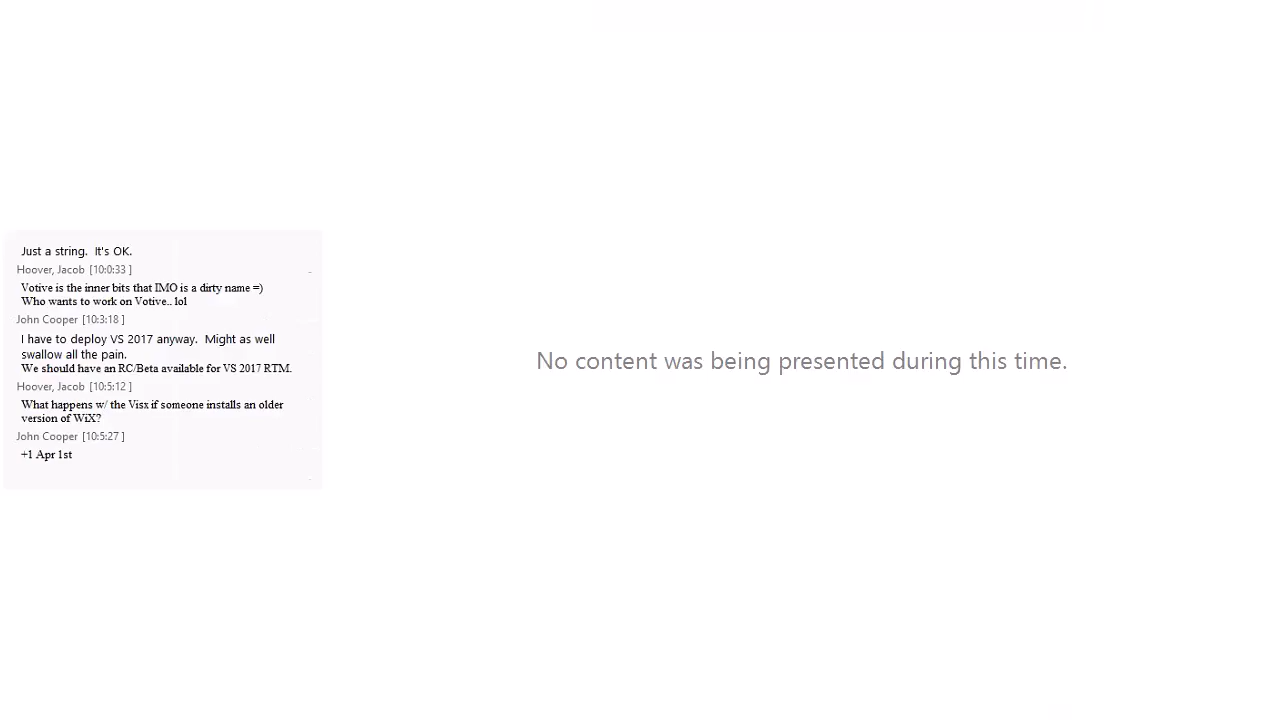 Just a string.  It's OK.
Hoover, Jacob [10:0:33 ]
Votive is the inner bits that IMO is a dirty name =)
Who wants to work on Votive.. lol
John Cooper [10:3:18 ]
I have to deploy VS 2017 anyway.  Might as well
swallow all the pain.
We should have an RC/Beta available for VS 2017 RTM.
Hoover, Jacob [10:5:12 ]
What happens w/ the Visx if someone installs an older
version of WiX?
John Cooper [10:5:27 ]
+1 Apr 1st
No content was being presented during this time.